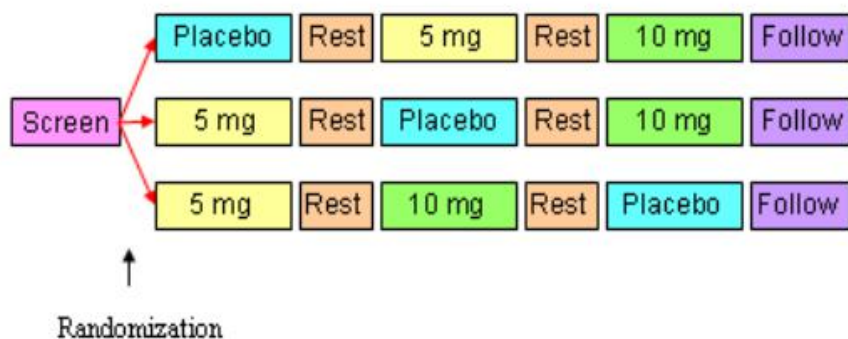 Placebo Rest 5 mg Rest 10 mg Follow
Screen 5 mg Rest Placebo Rest 10 mg Follow
5 mg Rest 10 mg Rest Placebo Follow
Randomization